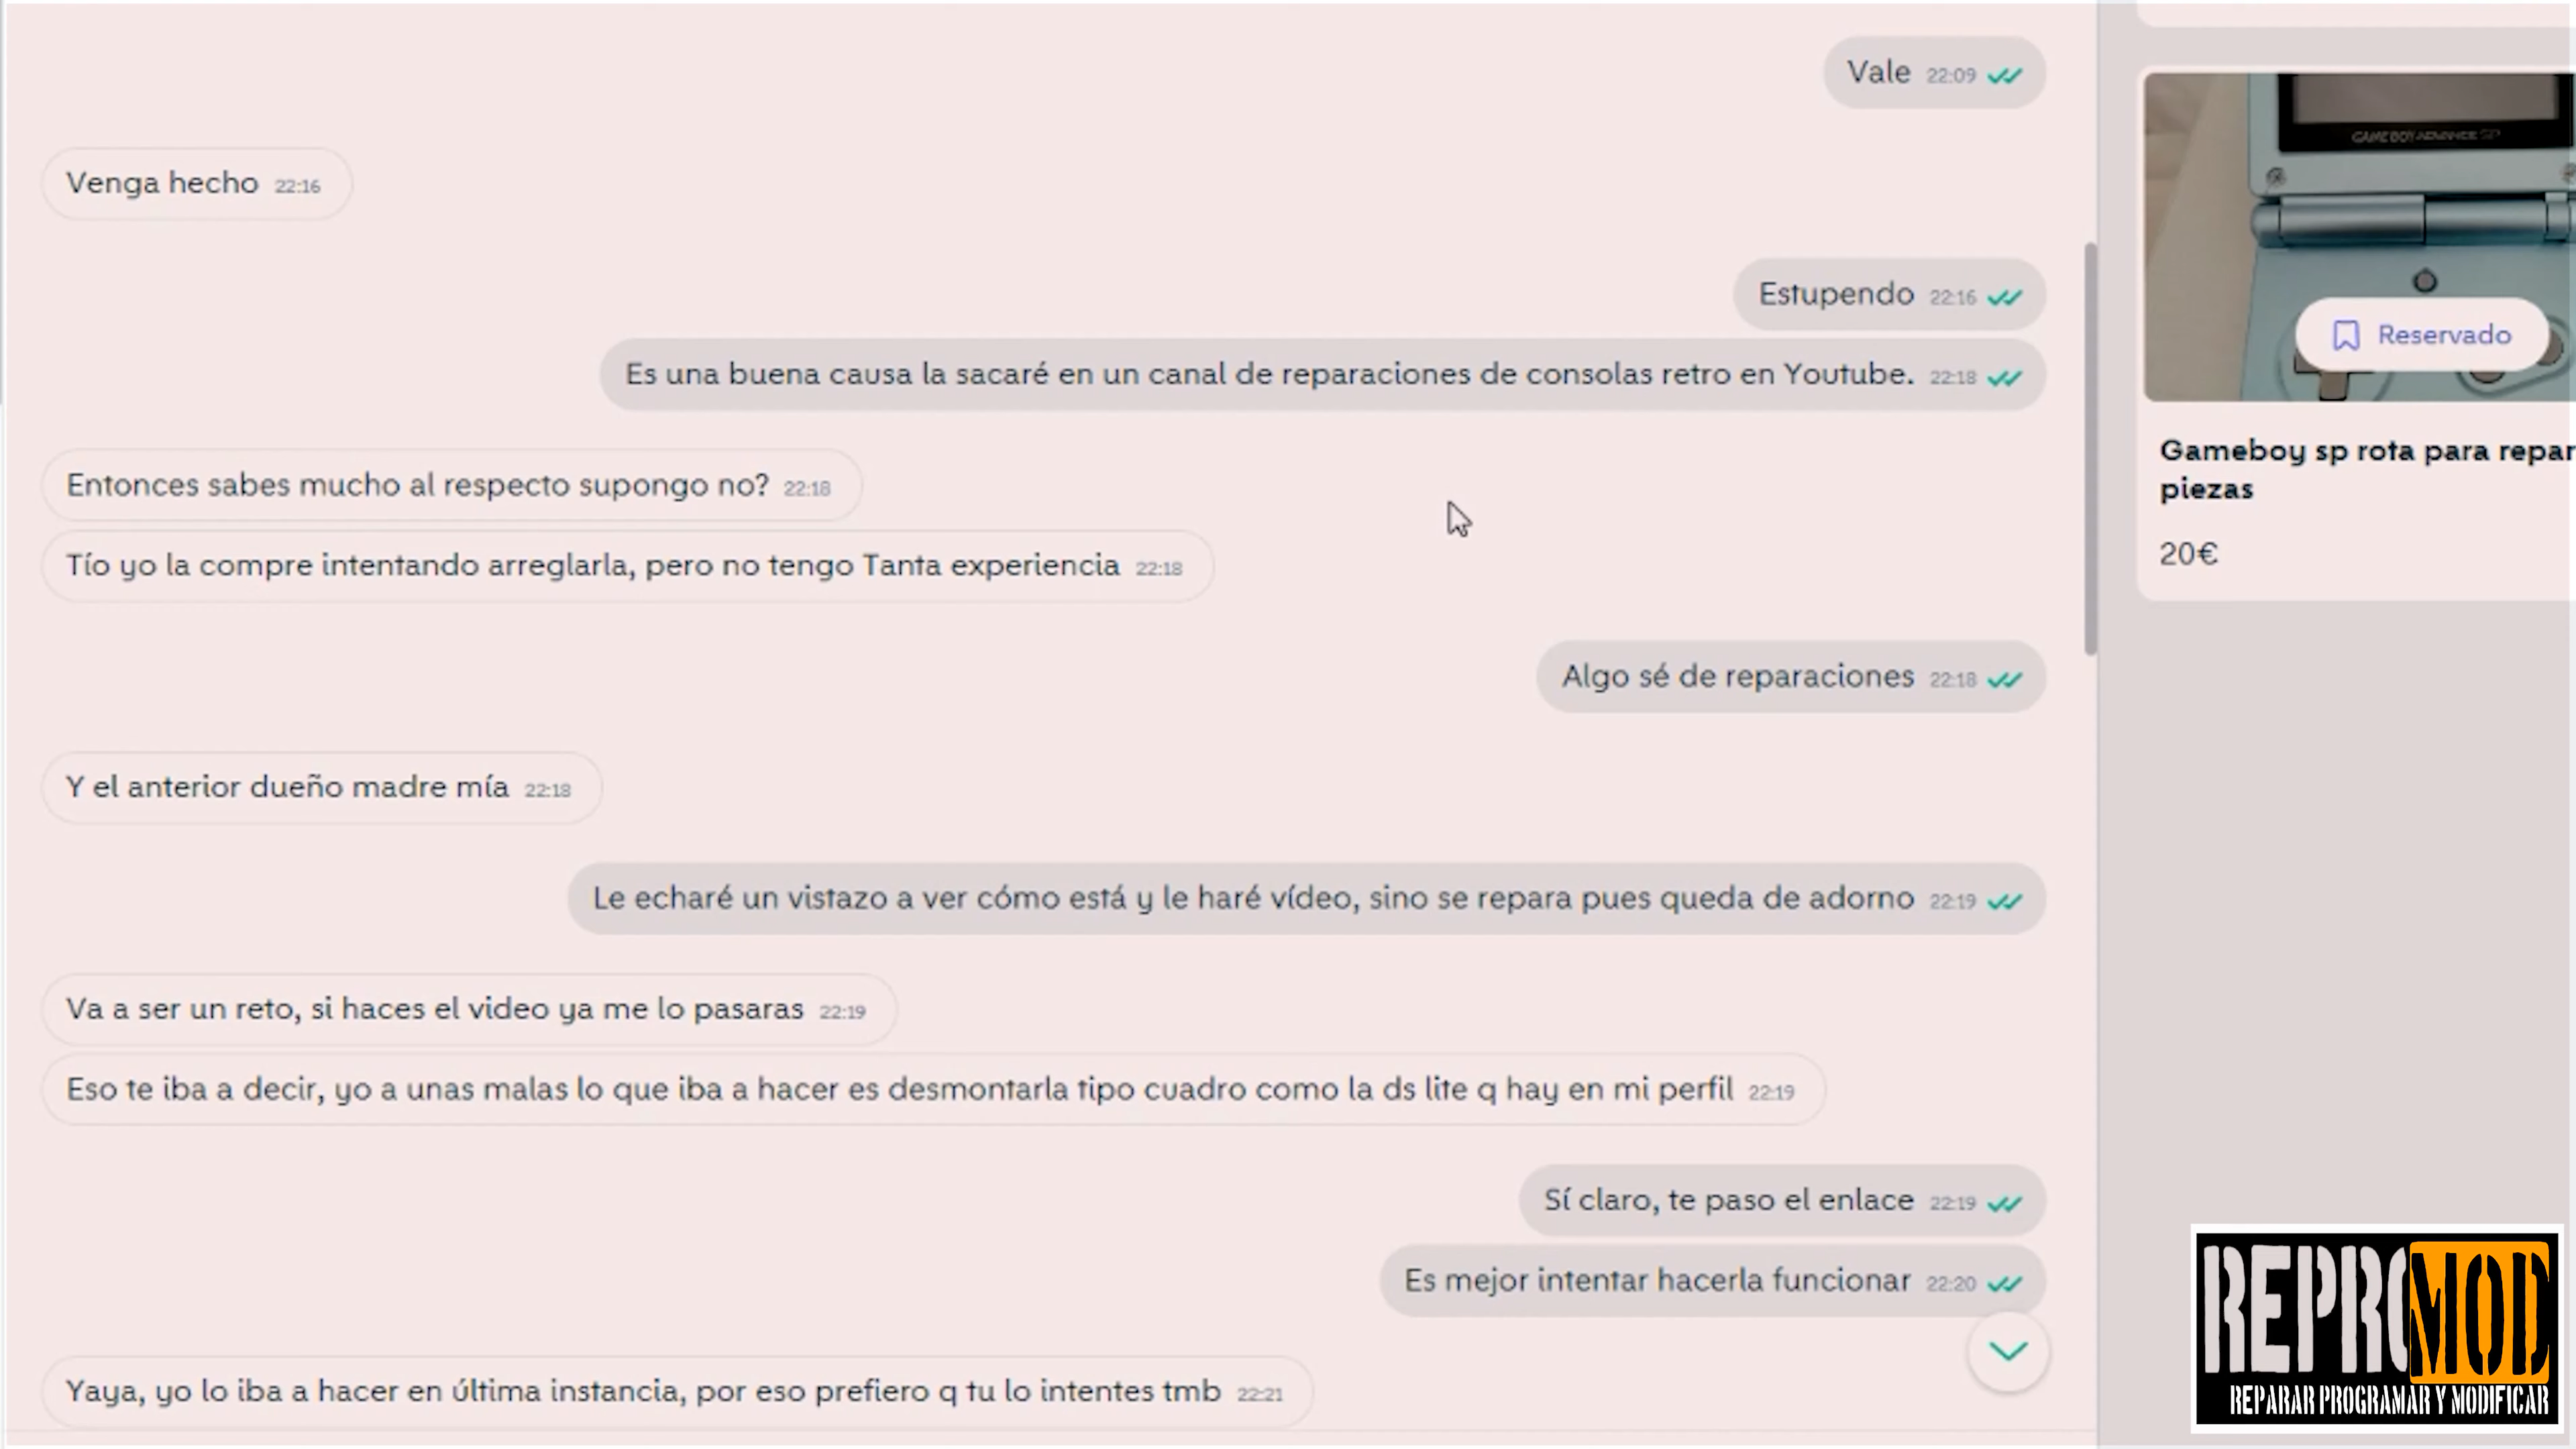 Vale 22:09
Venga hecho 22:16
Estupendo 22:16
Es una buena causa la sacaré en un canal de reparaciones de consolas retro en Youtube. 22:18
Entonces sabes mucho al respecto supongo no? 22:18
Tío yo la compre intentando arreglarla, pero no tengo Tanta experiencia 22:18
Algo sé de reparaciones 22:18
Y el anterior dueño madre mía 22:18
Le echaré un vistazo a ver cómo está y le haré vídeo, sino se repara pues queda de adorno 22:19
Va a ser un reto, si haces el video ya me lo pasaras 22:19
Eso te iba a decir, yo a unas malas lo que iba a hacer es desmontarla tipo cuadro como la ds lite q hay en mi perfil 22:19
Sí claro, te paso el enlace 22:19
Es mejor intentar hacerla funcionar 22:20
Yaya, yo lo iba a hacer en última instancia, por eso prefiero q tu lo intentes tmb 22:21
GAME BOY ADVANCE SP
Reservado
Gameboy sp rota para repar
piezas
20€
REPROMOD
REPARAR PROGRAMAR Y MODIFICAR